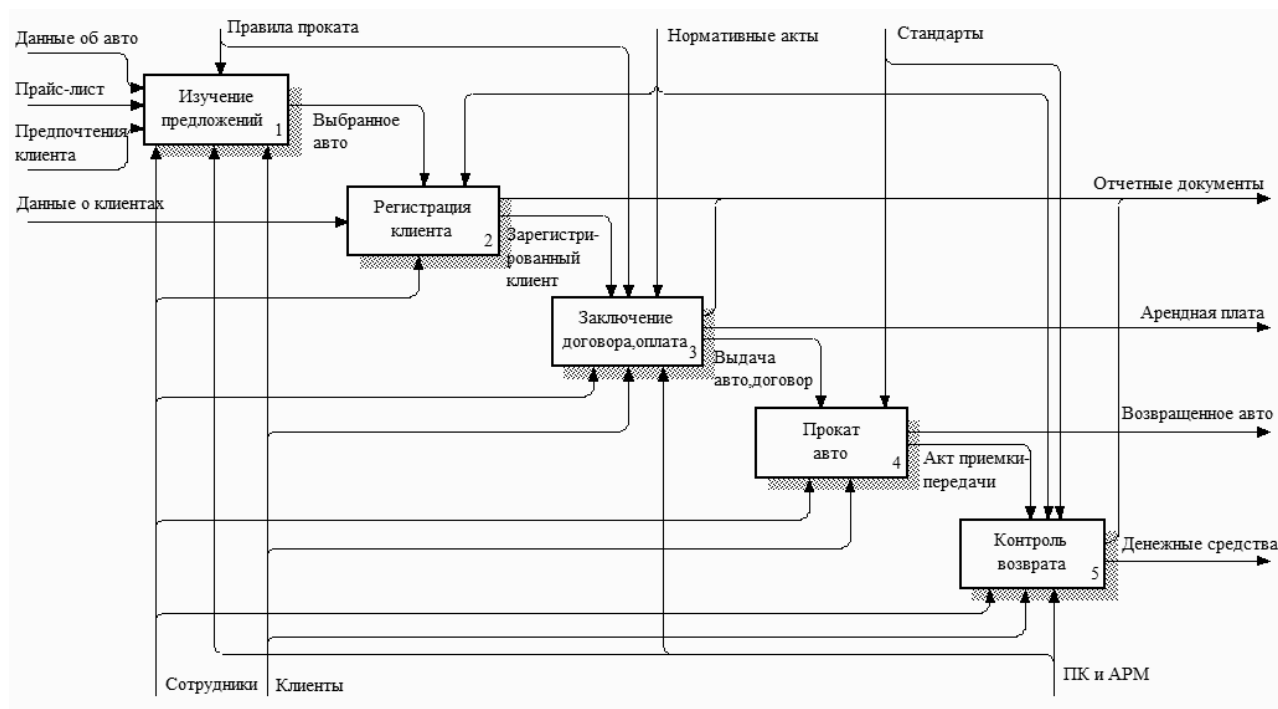 Правила проката
Данные об авто
Нормативные акты
Стандарты
Прайс-лист
Изучение
предложений
1
Предпочтения
клиента
Выбранное
авто
Отчетные документы
Данные о клиентах
Регистрация
клиента
2
Зарегистри-
рованный
клиент
Заключение
договора,оплата
3
Арендная плата
Выдача
авто,договор
Возвращенное авто
Прокат
авто
4
Акт приемки-
передачи
Контроль
возврата
5
Денежные средства
Сотрудники
Клиенты
ПК и АРМ